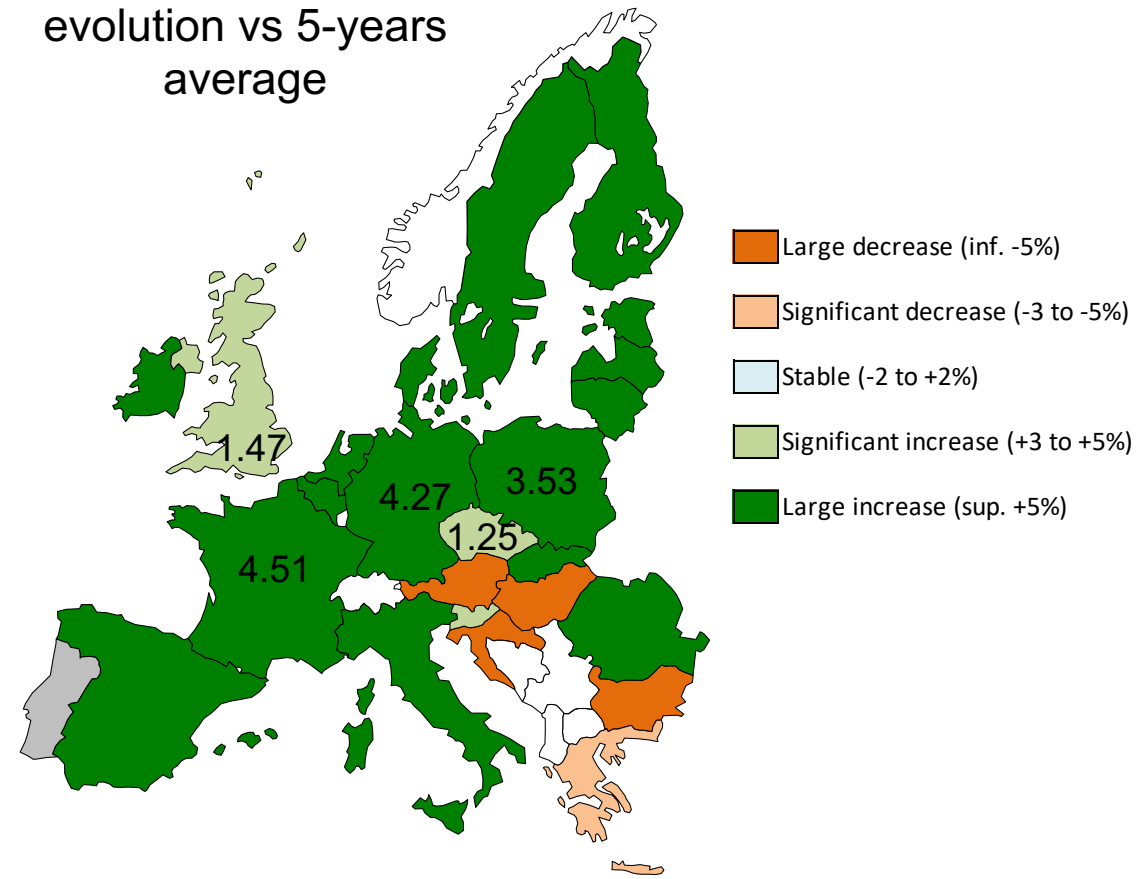 evolution vs 5-years
average
Large decrease (inf. -5%)
Significant decrease (-3 to -5%)
Stable (-2 to +2%)
Significant increase (+3 to +5%)
Large increase (sup. +5%)
1.47
4.27
3.53
1.25
4.51